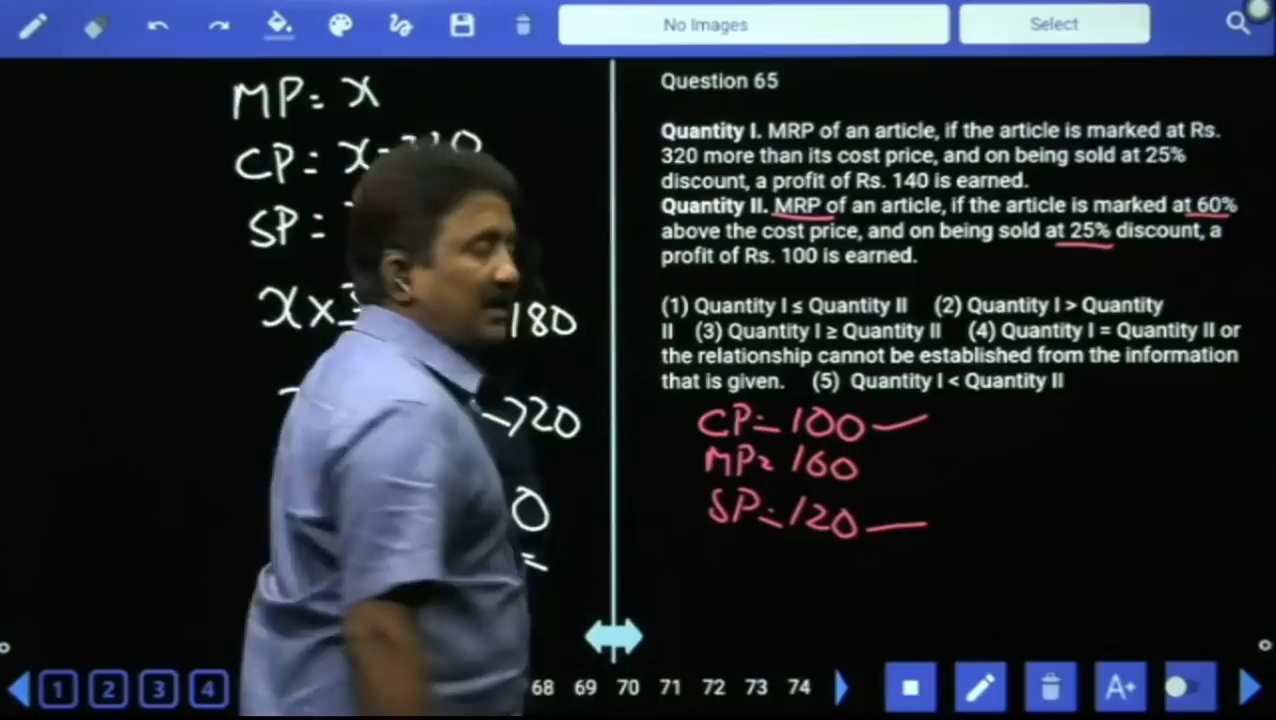 No Images
Select
MP= x
CP= x-320
SP=
x×3 180
720
0
=
Question 65
Quantity I. MRP of an article, if the article is marked at Rs.
320 more than its cost price, and on being sold at 25%
discount, a profit of Rs. 140 is earned.
Quantity II. MRP of an article, if the article is marked at 60%
above the cost price, and on being sold at 25% discount, a
profit of Rs. 100 is earned.
(1) Quantity I ≤ Quantity II (2) Quantity I > Quantity
II (3) Quantity I ≥ Quantity II (4) Quantity I = Quantity II or
the relationship cannot be established from the information
that is given. (5) Quantity I < Quantity II
CP=100
MP=160
SP=120
1 2 3 4 68 69 70 71 72 73 74
A+